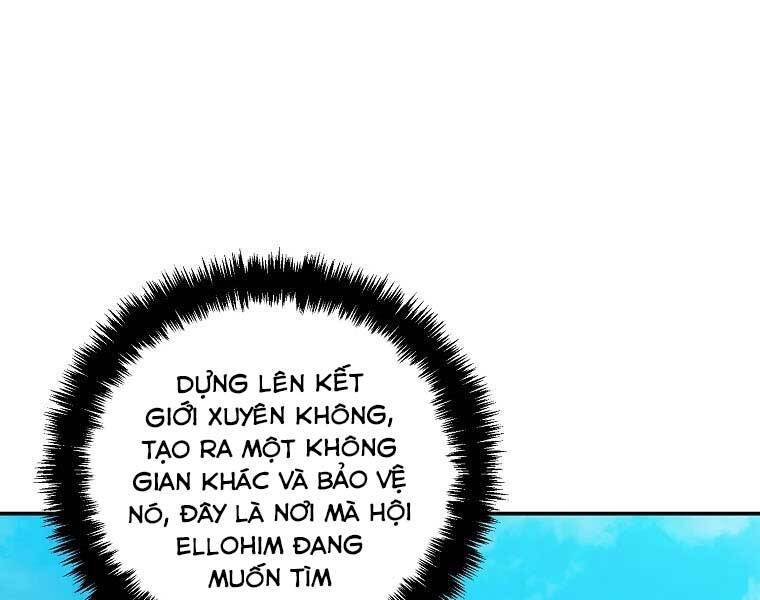 DỰNG LÊN KẾT
GIỚI XUYÊN KHÔNG,
TẠO RA MỘT KHÔNG
GIAN KHÁC VÀ BẢO VỆ
NÓ, ĐÂY LÀ NƠI MÀ HỘI
ELLOHIM ĐANG
MUỐN TÌM